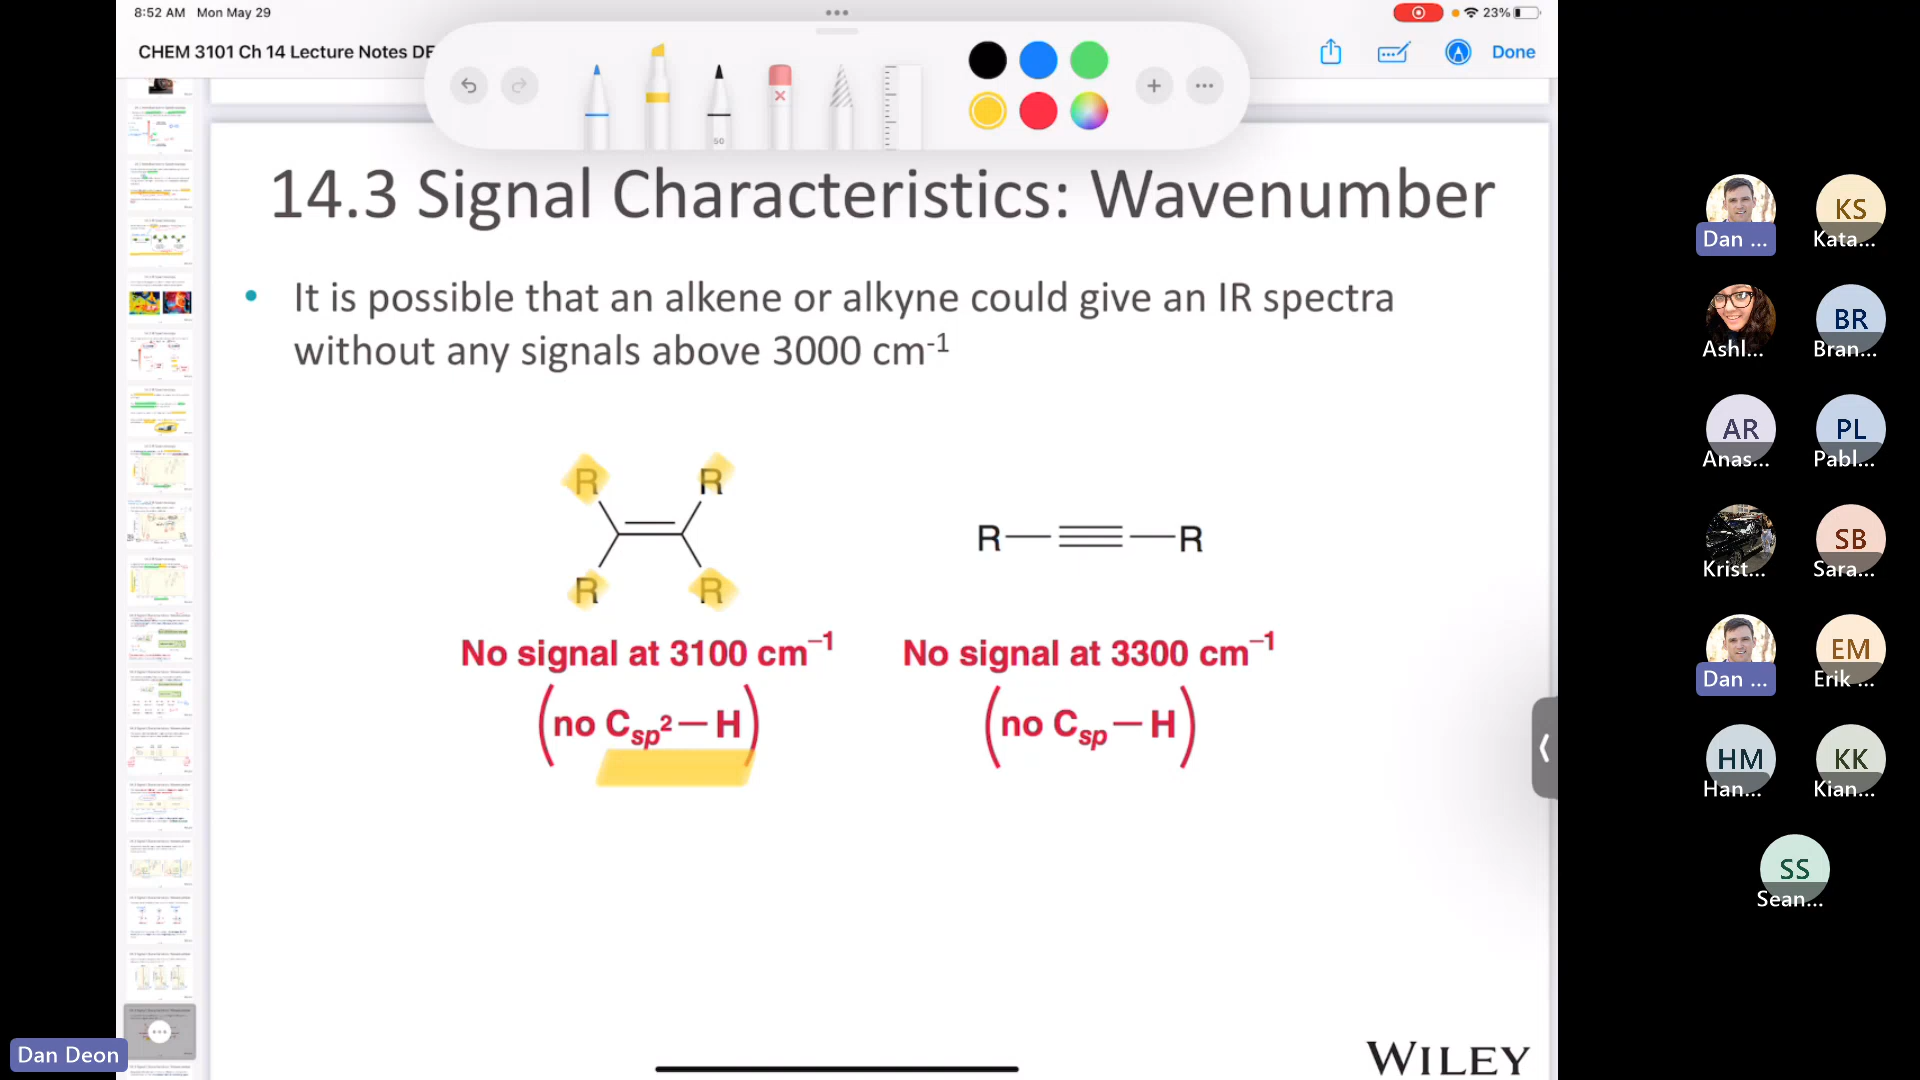 8:52 AM Mon May 29
23%
CHEM 3101 Ch 14 Lecture Notes DE
50
Done
14.3 Signal Characteristics: Wavenumber
• It is possible that an alkene or alkyne could give an IR spectra
without any signals above 3000 cm⁻¹
R R
R R
R R
No signal at 3100 cm⁻¹
(no Csp²—H)
No signal at 3300 cm⁻¹
(no Csp—H)
WILEY
Dan Deon
Dan ...
KS
Kata...
Ashl...
BR
Bran...
AR
Anas...
PL
Pabl...
Krist...
SB
Sara...
Dan ...
EM
Erik ...
HM
Han...
KK
Kian...
SS
Sean...